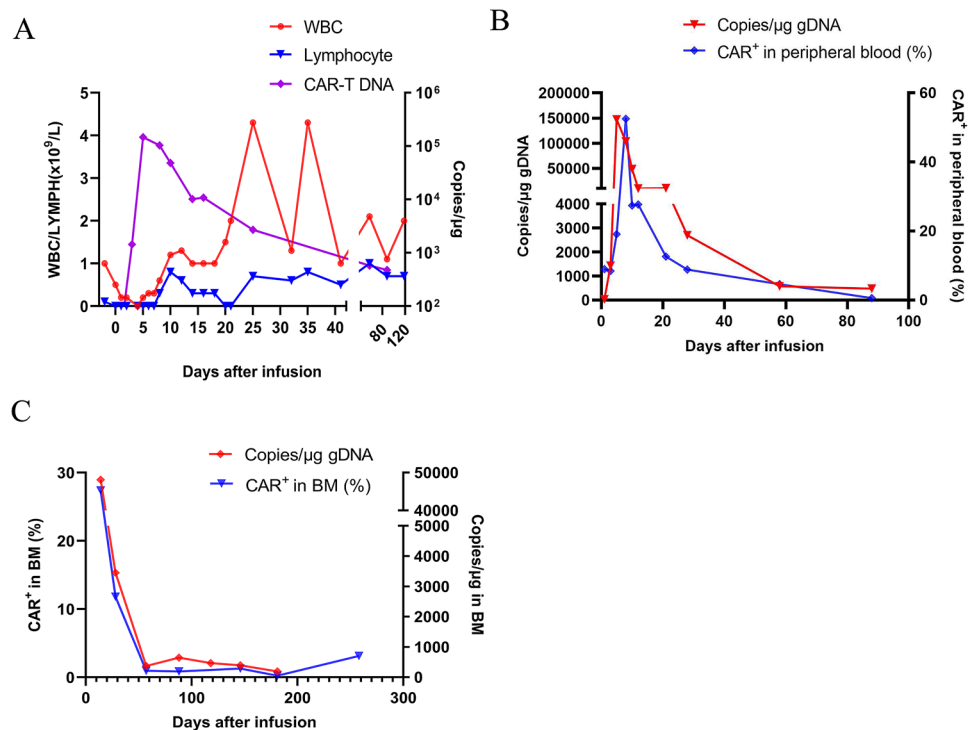 A
WBC
Lymphocyte
CAR-T DNA
WBC/LYMPH(x10⁹/L)
5
4
3
2
1
0
10⁶
10⁵
10⁴
10³
10²
Copies/µg
0 5 10 15 20 25 30 35 40 80 120
Days after infusion
B
Copies/µg gDNA
CAR⁺ in peripheral blood (%)
Copies/µg gDNA
200000
150000
100000
50000
4000
3000
2000
1000
0
60
40
20
0
CAR⁺ in peripheral blood (%)
0 20 40 60 80 100
Days after infusion
C
Copies/µg gDNA
CAR⁺ in BM (%)
CAR⁺ in BM (%)
30
20
10
0
50000
40000
5000
4000
3000
2000
1000
0
Copies/µg in BM
0 100 200 300
Days after infusion